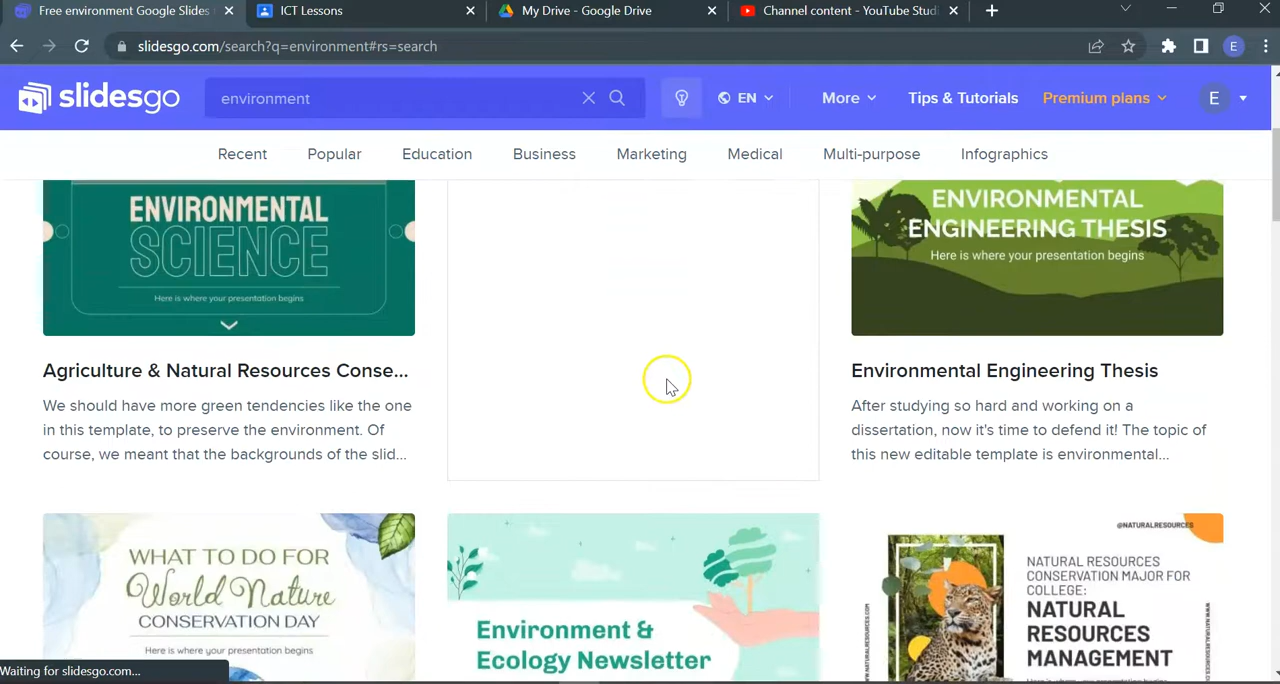 Free environment Google Slides
ICT Lessons
My Drive - Google Drive
Channel content - YouTube Studi
slidesgo.com/search?q=environment#rs=search
E
slidesgo
environment
EN
More
Tips & Tutorials
Premium plans
E
Recent
Popular
Education
Business
Marketing
Medical
Multi-purpose
Infographics
ENVIRONMENTAL
SCIENCE
Here is where your presentation begins
ENVIRONMENTAL
ENGINEERING THESIS
Here is where your presentation begins
Agriculture & Natural Resources Conse...
We should have more green tendencies like the one
in this template, to preserve the environment. Of
course, we meant that the backgrounds of the slid...
Environmental Engineering Thesis
After studying so hard and working on a
dissertation, now it's time to defend it! The topic of
this new editable template is environmental...
WHAT TO DO FOR
World Nature
CONSERVATION DAY
Here is where your presentation begins
Environment &
Ecology Newsletter
@NATURALRESOURCES
NATURAL RESOURCES
CONSERVATION MAJOR FOR
COLLEGE:
NATURAL
RESOURCES
MANAGEMENT
Waiting for slidesgo.com...